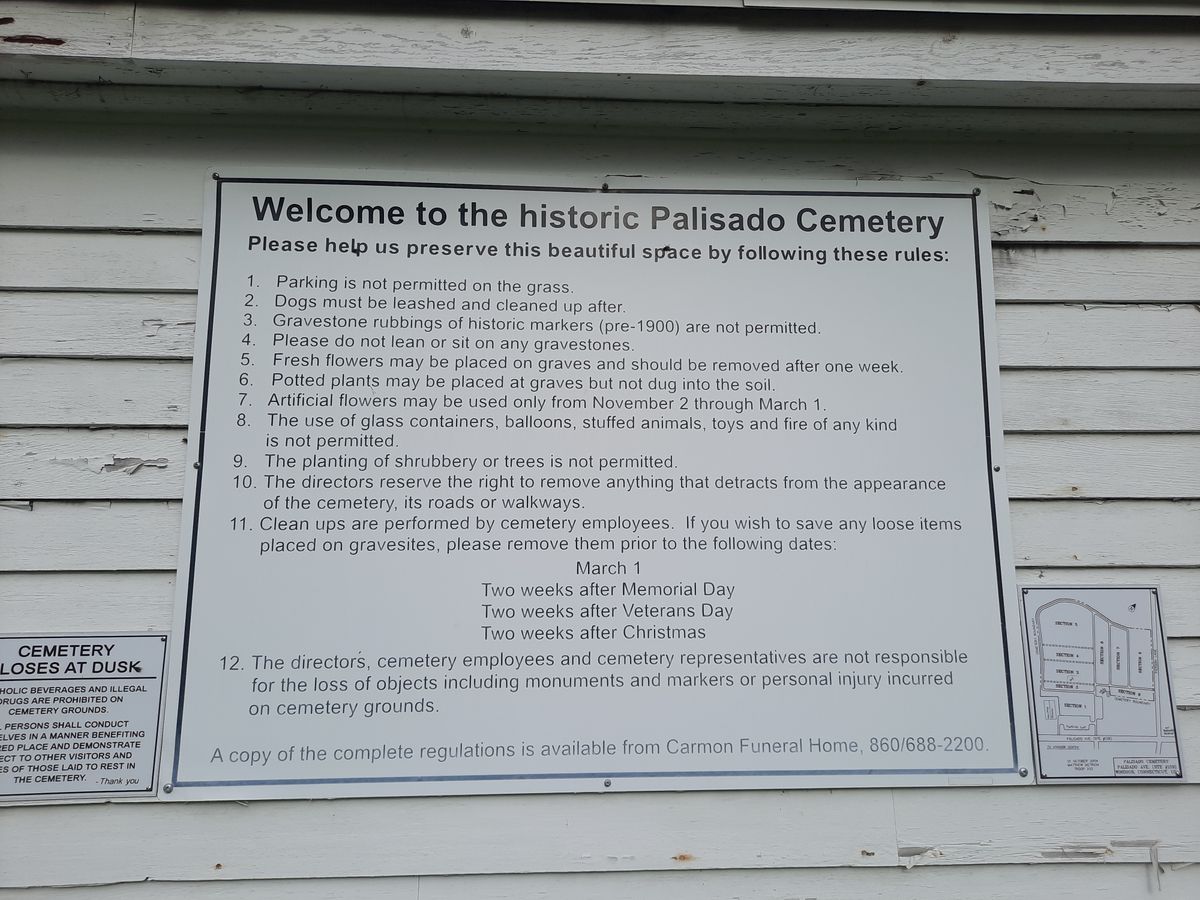 Welcome to the historic Palisado Cemetery
Please help us preserve this beautiful space by following these rules:
1. Parking is not permitted on the grass.
2. Dogs must be leashed and cleaned up after.
3. Gravestone rubbings of historic markers (pre-1900) are not permitted.
4. Please do not lean or sit on any gravestones.
5. Fresh flowers may be placed on graves and should be removed after one week.
6. Potted plants may be placed at graves but not dug into the soil.
7. Artificial flowers may be used only from November 2 through March 1.
8. The use of glass containers, balloons, stuffed animals, toys and fire of any kind
is not permitted.
9. The planting of shrubbery or trees is not permitted.
10. The directors reserve the right to remove anything that detracts from the appearance
of the cemetery, its roads or walkways.
11. Clean ups are performed by cemetery employees. If you wish to save any loose items
placed on gravesites, please remove them prior to the following dates:
March 1
Two weeks after Memorial Day
Two weeks after Veterans Day
Two weeks after Christmas
12. The directors, cemetery employees and cemetery representatives are not responsible
for the loss of objects including monuments and markers or personal injury incurred
on cemetery grounds.
A copy of the complete regulations is available from Carmon Funeral Home, 860/688-2200.
CEMETERY
LOSES AT DUSK
HOLIC BEVERAGES AND ILLEGAL
DRUGS ARE PROHIBITED ON
CEMETERY GROUNDS.
PERSONS SHALL CONDUCT
ELVES IN A MANNER BENEFITING
RED PLACE AND DEMONSTRATE
ECT TO OTHER VISITORS AND
ES OF THOSE LAID TO REST IN
THE CEMETERY. - Thank you
SECTION 5
SECTION 4
SECTION 3
SECTION 2
SECTION 1
SECTION 6
SECTION 7
SECTION 8
SECTION 9
PALISADO CEMETERY
PALISADO AVE
WINDSOR, CONNECTICUT